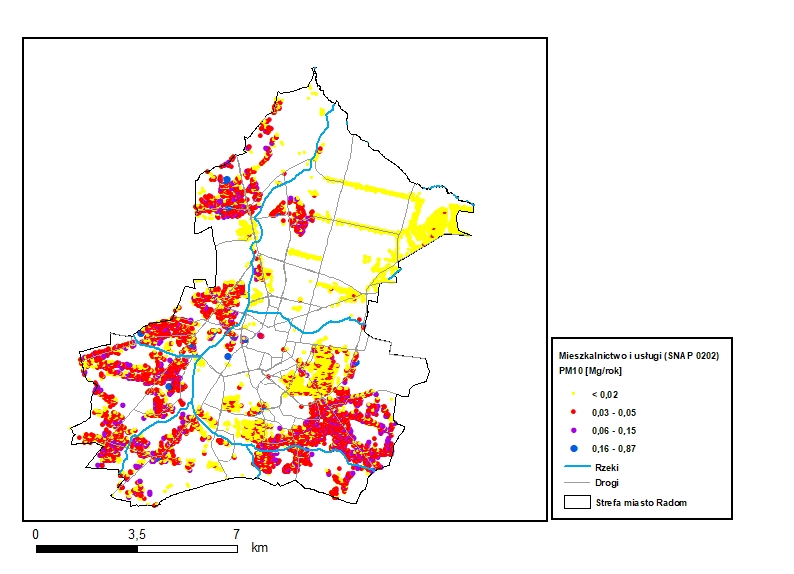 Mieszkalnictwo i usługi (SNAP 0202)
PM10 [Mg/rok]
< 0,02
0,03 - 0,05
0,06 - 0,15
0,16 - 0,87
Rzeki
Drogi
Strefa miasto Radom
0 3,5 7
km